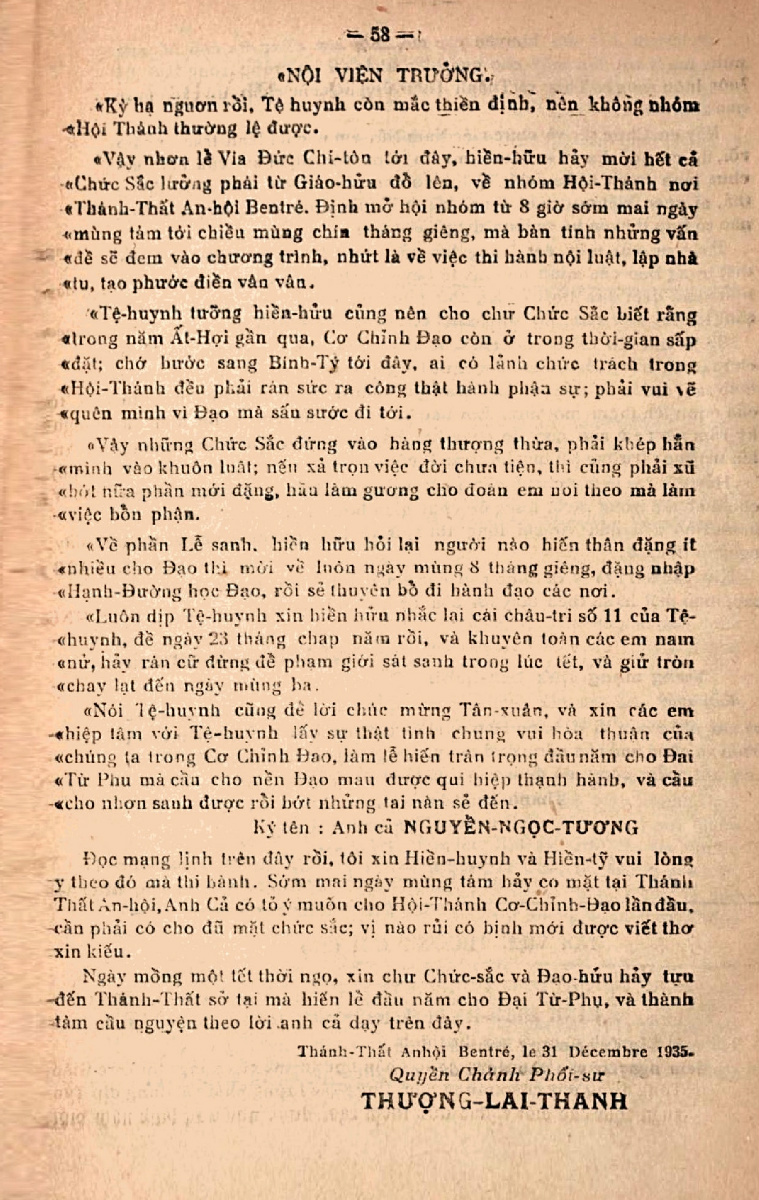 — 58 —
«NỘI VIỆN TRƯỞNG.
«Kỳ hạ nguơn rồi, Tệ huynh còn mắc thiền định, nên không nhóm
«Hội Thánh thường lệ được.
«Vậy nhơn lễ Vía Đức Chí-tôn tới đây, hiền-hữu hảy mời hết cả
«Chức Sắc lưỡng phái từ Giáo-hữu đổ lên, về nhóm Hội-Thánh nơi
«Thánh-Thất An-hội Bentré. Định mở hội nhóm từ 8 giờ sớm mai ngày
«mùng tám tới chiều mùng chín tháng giêng, mà bàn tính những vấn
«đề sẽ đem vào chương trình, nhứt là về việc thi hành nội luật, lập nhà
«tu, tạo phước điền vân vân.
«Tệ-huynh tưởng hiền-hữu củng nên cho chư Chức Sắc biết rằng
«trong năm Ất-Hợi gần qua, Cơ Chỉnh Đạo còn ở trong thời-gian sấp
«đặt; chớ bước sang Bính-Tý tới đây, ai có lảnh chức trách trong
«Hội-Thánh đều phải rán sức ra công thật hành phận sự; phải vui vẽ
«quên mình vì Đạo mà sấn sước đi tới.
«Vậy những Chức Sắc đứng vào hàng thượng thừa, phải khép hẳn
«mình vào khuôn luật; nếu xả trọn việc đời chưa tiện, thì củng phải xũ
«bớt nữa phần mới đặng, hầu làm gương cho đoàn em noi theo mà làm
«việc bổn phận.
«Về phần Lễ sanh, hiền hữu hỏi lại người nào hiến thân đặng ít
«nhiều cho Đạo thì mời về luôn ngày mùng 8 tháng giêng, đặng nhập
«Hạnh-Đường học Đạo, rồi sẻ thuyên bổ đi hành đạo các nơi.
«Luôn dịp Tệ-huynh xin hiền hữu nhắc lại cái châu-tri số 11 của Tệ-
«huynh, đề ngày 23 tháng chạp năm rồi, và khuyên toàn các em nam
«nử, hảy rán cữ đừng để phạm giới sát sanh trong lúc tết, và giử tròn
«chay lạt đến ngày mùng ba.
«Nói Tệ-huynh cũng để lời chúc mừng Tân-xuân, và xin các em
«hiệp tâm với Tệ-huynh lấy sự thật tình chung vui hòa thuận của
«chúng ta trong Cơ Chỉnh Đạo, làm lễ hiến trân trọng đầu năm cho Đại
«Từ Phụ mà cầu cho nền Đạo mau được qui hiệp thạnh hành, và cầu
«cho nhơn sanh được rồi bớt những tai nàn sẽ đến.
Ký tên : Anh cả NGUYỄN-NGỌC-TƯƠNG
Đọc mạng lịnh trên đây rồi, tôi xin Hiền-huynh và Hiền-tỹ vui lòng
y theo đó mà thi hành. Sớm mai ngày mùng tám hảy có mặt tại Thánh
Thất An-hội, Anh Cả có tỏ ý muốn cho Hội-Thánh Cơ-Chỉnh-Đạo lần đầu,
cần phải có cho đũ mặt chức sắc; vị nào rủi có bịnh mới được viết thơ
xin kiếu.
Ngày mồng một tết thời ngọ, xin chư Chức-sắc và Đạo-hửu hảy tựu
đến Thánh-Thất sở tại mà hiến lễ đầu năm cho Đại Từ-Phụ, và thành
tâm cầu nguyện theo lời anh cả dạy trên đây.
Thánh-Thất Anhội Bentré, le 31 Décembre 1935.
Quyền Chánh Phối-sư
THƯỢNG-LAI-THANH